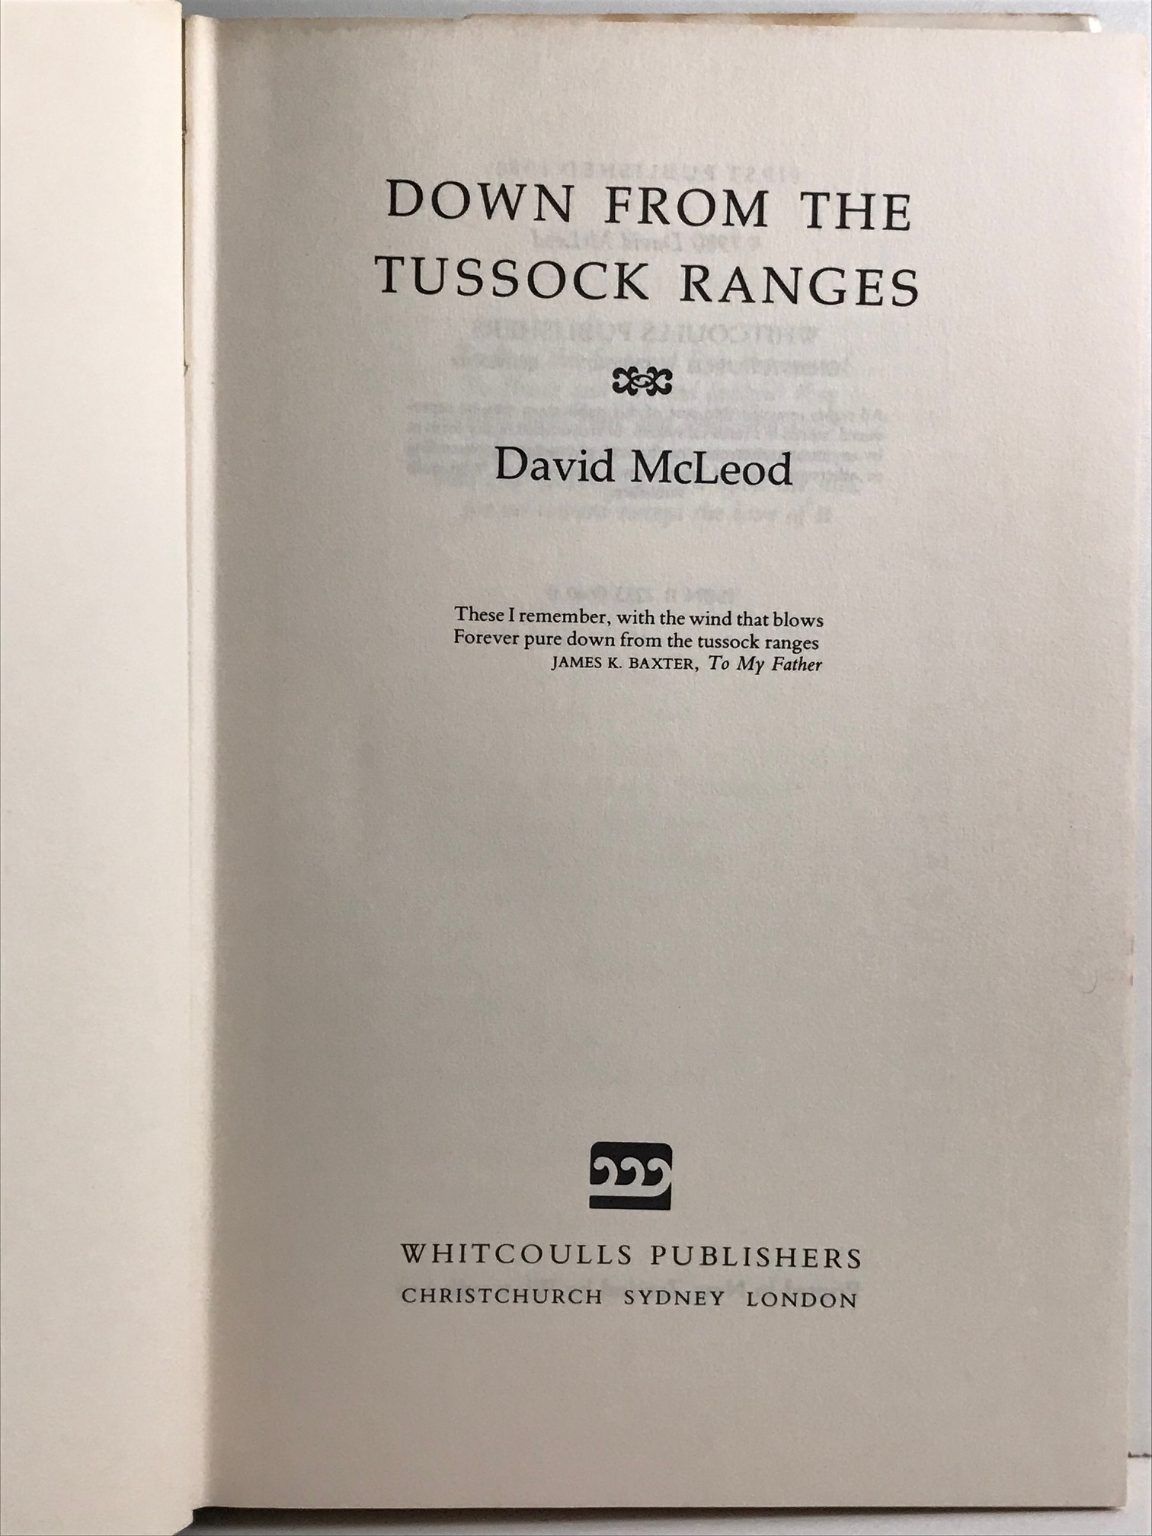 DOWN FROM THE
TUSSOCK RANGES
David McLeod
These I remember, with the wind that blows
Forever pure down from the tussock ranges
JAMES K. BAXTER, To My Father
WHITCOULLS PUBLISHERS
CHRISTCHURCH SYDNEY LONDON